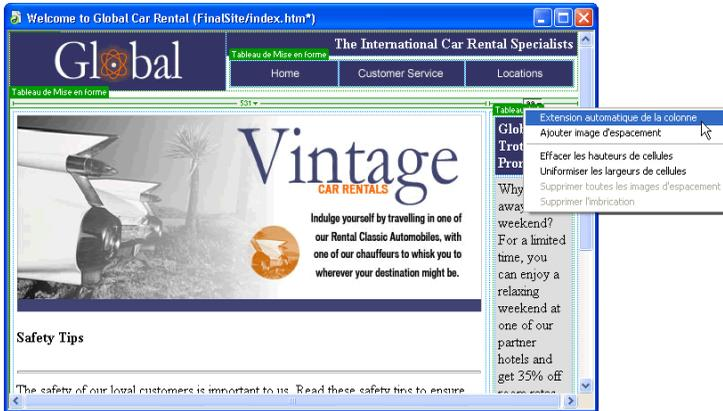 Welcome to Global Car Rental (FinalSite/index.htm*)
Global
The International Car Rental Specialists
Tableau de Mise en forme
Home
Customer Service
Locations
Tableau de Mise en forme
531
Tableau
Extension automatique de la colonne
Ajouter image d'espacement
Effacer les hauteurs de cellules
Uniformiser les largeurs de cellules
Supprimer toutes les images d'espacement
Supprimer l'imbrication
Vintage
CAR RENTALS
Indulge yourself by travelling in one of
our Rental Classic Automobiles, with
one of our chauffeurs to whisk you to
wherever your destination might be.
Safety Tips
The safety of our loyal customers is important to us. Read these safety tips to ensure
Why
away
weekend?
For a limited
time, you
can enjoy a
relaxing
weekend at
one of our
partner
hotels and
get 35% off
room rates